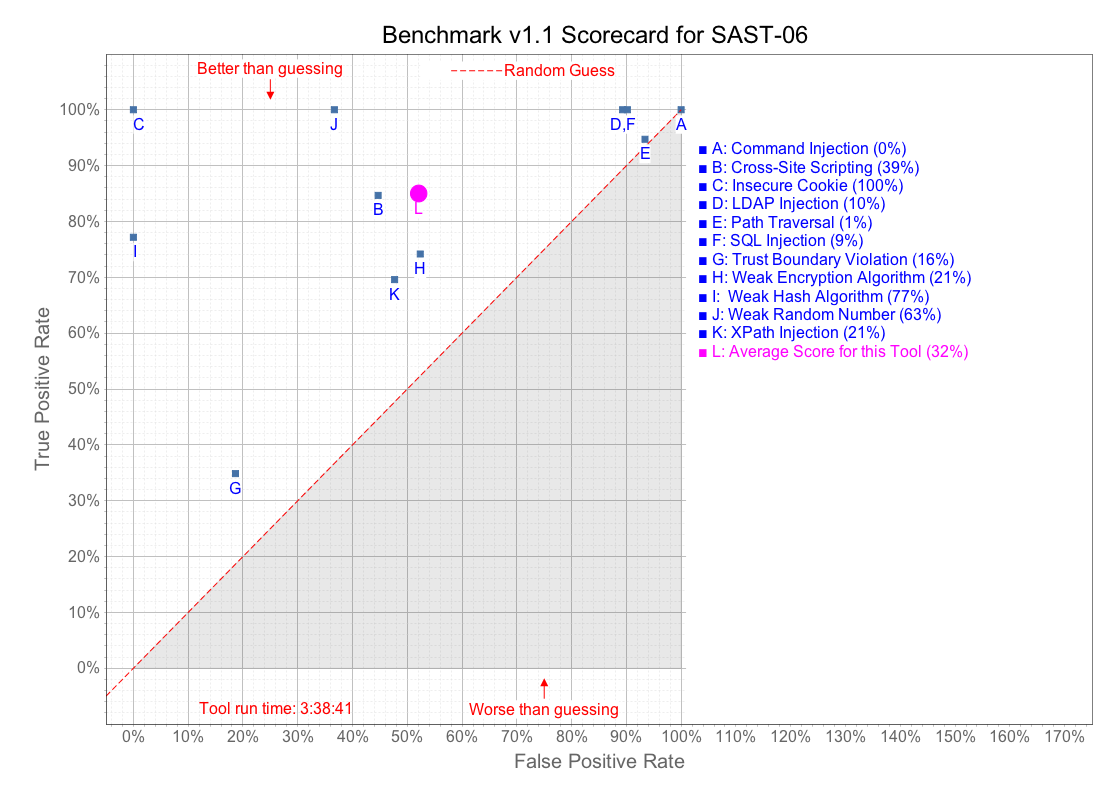 Benchmark v1.1 Scorecard for SAST-06
Better than guessing
Random Guess
100%
90%
80%
70%
60%
50%
40%
30%
20%
10%
0%
True Positive Rate
C
J
D,F
A
E
B
L
I
H
K
G
A: Command Injection (0%)
B: Cross-Site Scripting (39%)
C: Insecure Cookie (100%)
D: LDAP Injection (10%)
E: Path Traversal (1%)
F: SQL Injection (9%)
G: Trust Boundary Violation (16%)
H: Weak Encryption Algorithm (21%)
I: Weak Hash Algorithm (77%)
J: Weak Random Number (63%)
K: XPath Injection (21%)
L: Average Score for this Tool (32%)
Tool run time: 3:38:41
Worse than guessing
0% 10% 20% 30% 40% 50% 60% 70% 80% 90% 100% 110% 120% 130% 140% 150% 160% 170%
False Positive Rate